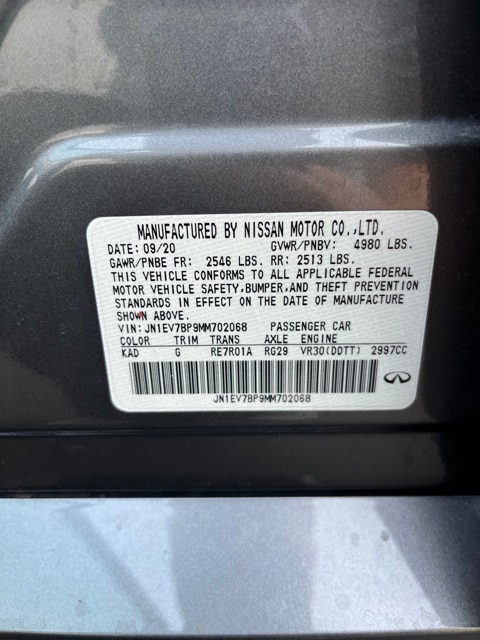 MANUFACTURED BY NISSAN MOTOR CO.,LTD.
DATE: 09/20 GVWR/PNBV: 4980 LBS.
GAWR/PNBE FR: 2546 LBS. RR: 2513 LBS.
THIS VEHICLE CONFORMS TO ALL APPLICABLE FEDERAL
MOTOR VEHICLE SAFETY,BUMPER,AND THEFT PREVENTION
STANDARDS IN EFFECT ON THE DATE OF MANUFACTURE
SHOWN ABOVE.
VIN: JN1EV7BP9MM702068 PASSENGER CAR
COLOR TRIM TRANS AXLE ENGINE
KAD G RE7R01A RG29 VR30(DDTT) 2997CC
JN1EV7BP9MM702068